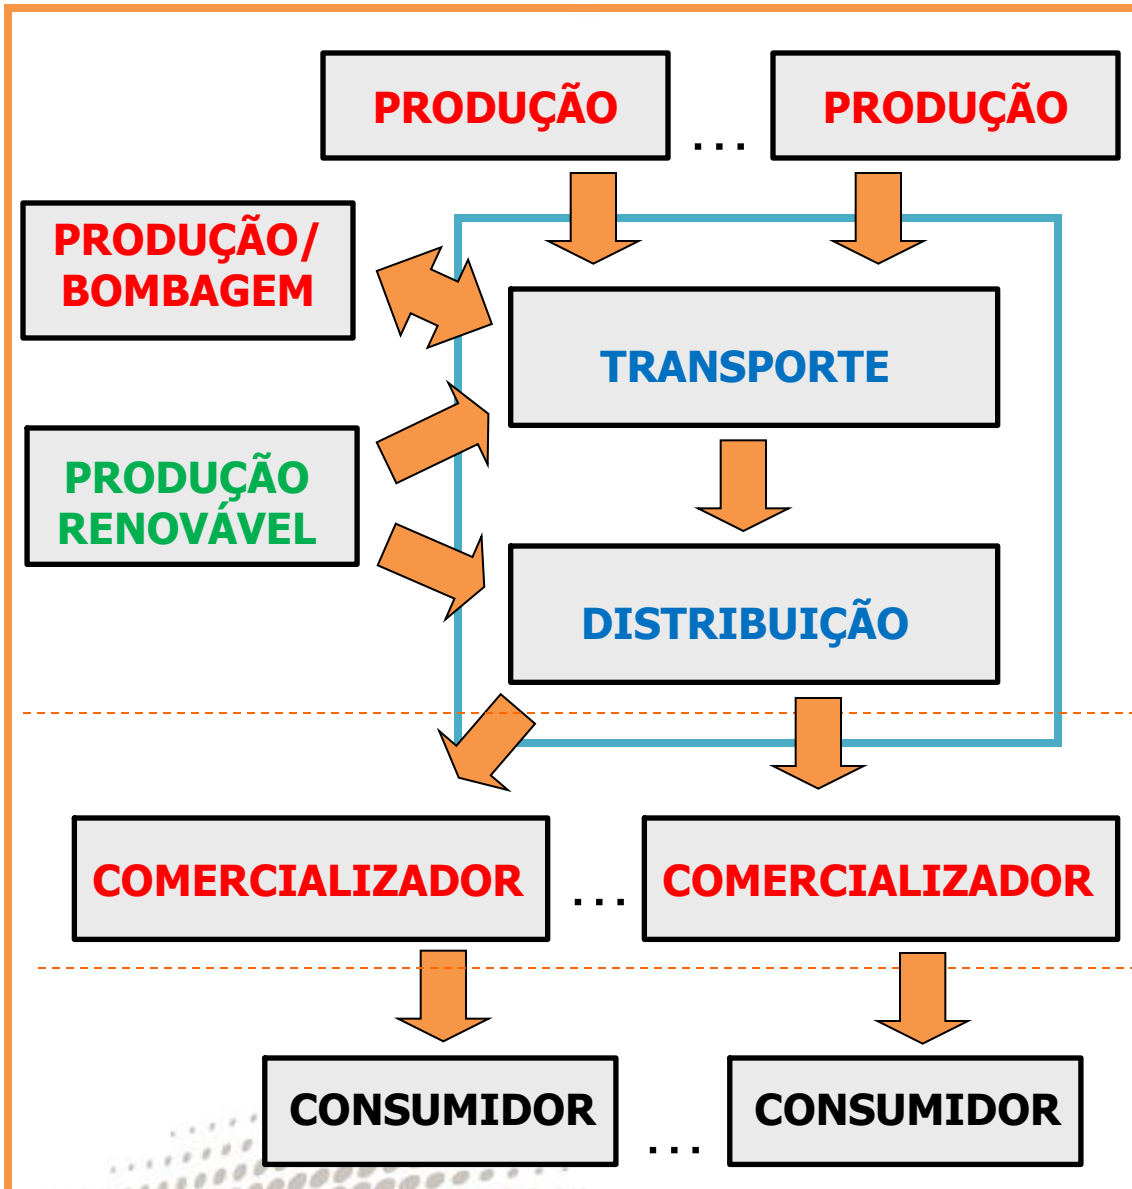 PRODUÇÃO
...
PRODUÇÃO
PRODUÇÃO/
BOMBAGEM
TRANSPORTE
PRODUÇÃO
RENOVÁVEL
DISTRIBUIÇÃO
COMERCIALIZADOR
...
COMERCIALIZADOR
CONSUMIDOR
...
CONSUMIDOR